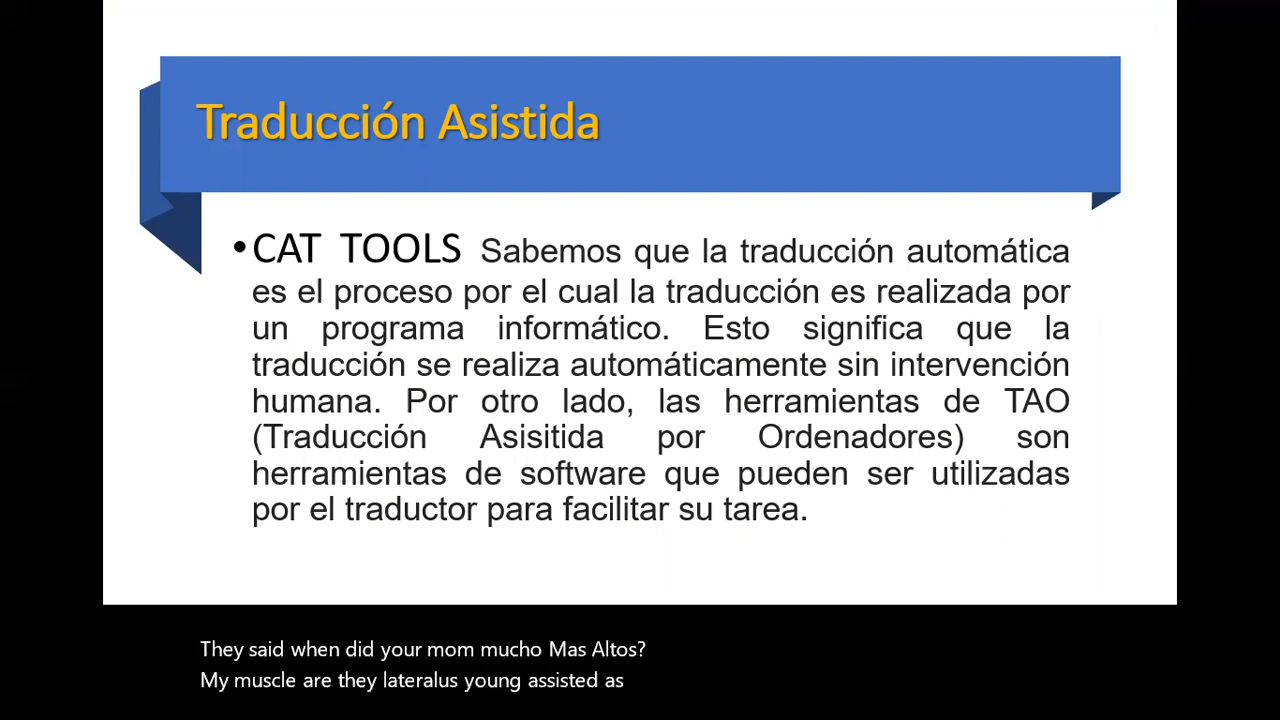 Traducción Asistida
•CAT TOOLS Sabemos que la traducción automática
es el proceso por el cual la traducción es realizada por
un programa informático. Esto significa que la
traducción se realiza automáticamente sin intervención
humana. Por otro lado, las herramientas de TAO
(Traducción Asisitida por Ordenadores) son
herramientas de software que pueden ser utilizadas
por el traductor para facilitar su tarea.
They said when did your mom mucho Mas Altos?
My muscle are they lateralus young assisted as